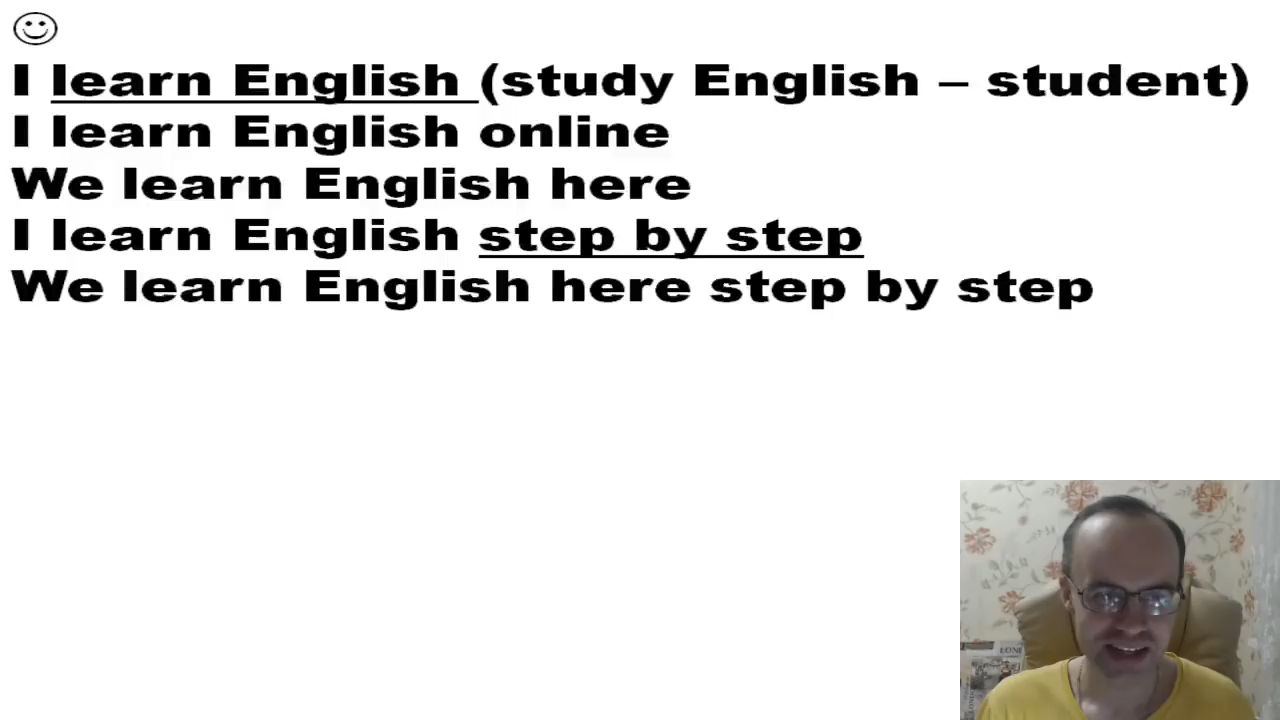 ☺
I learn English (study English – student)
I learn English online
We learn English here
I learn English step by step
We learn English here step by step